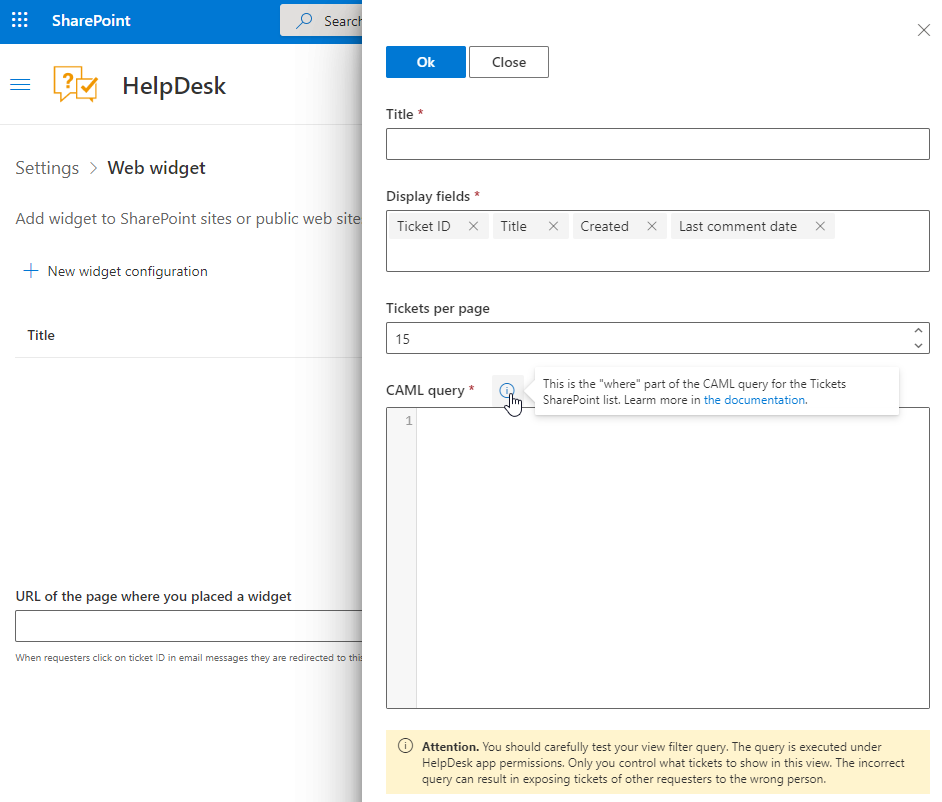 SharePoint
Search
HelpDesk
Settings > Web widget
Add widget to SharePoint sites or public web site
New widget configuration
Title
URL of the page where you placed a widget
When requesters click on ticket ID in email messages they are redirected to this
Ok
Close
Title *
Display fields *
Ticket ID
Title
Created
Last comment date
Tickets per page
15
CAML query *
This is the "where" part of the CAML query for the Tickets
SharePoint list. Learm more in the documentation.
1
Attention. You should carefully test your view filter query. The query is executed under
HelpDesk app permissions. Only you control what tickets to show in this view. The incorrect
query can result in exposing tickets of other requesters to the wrong person.